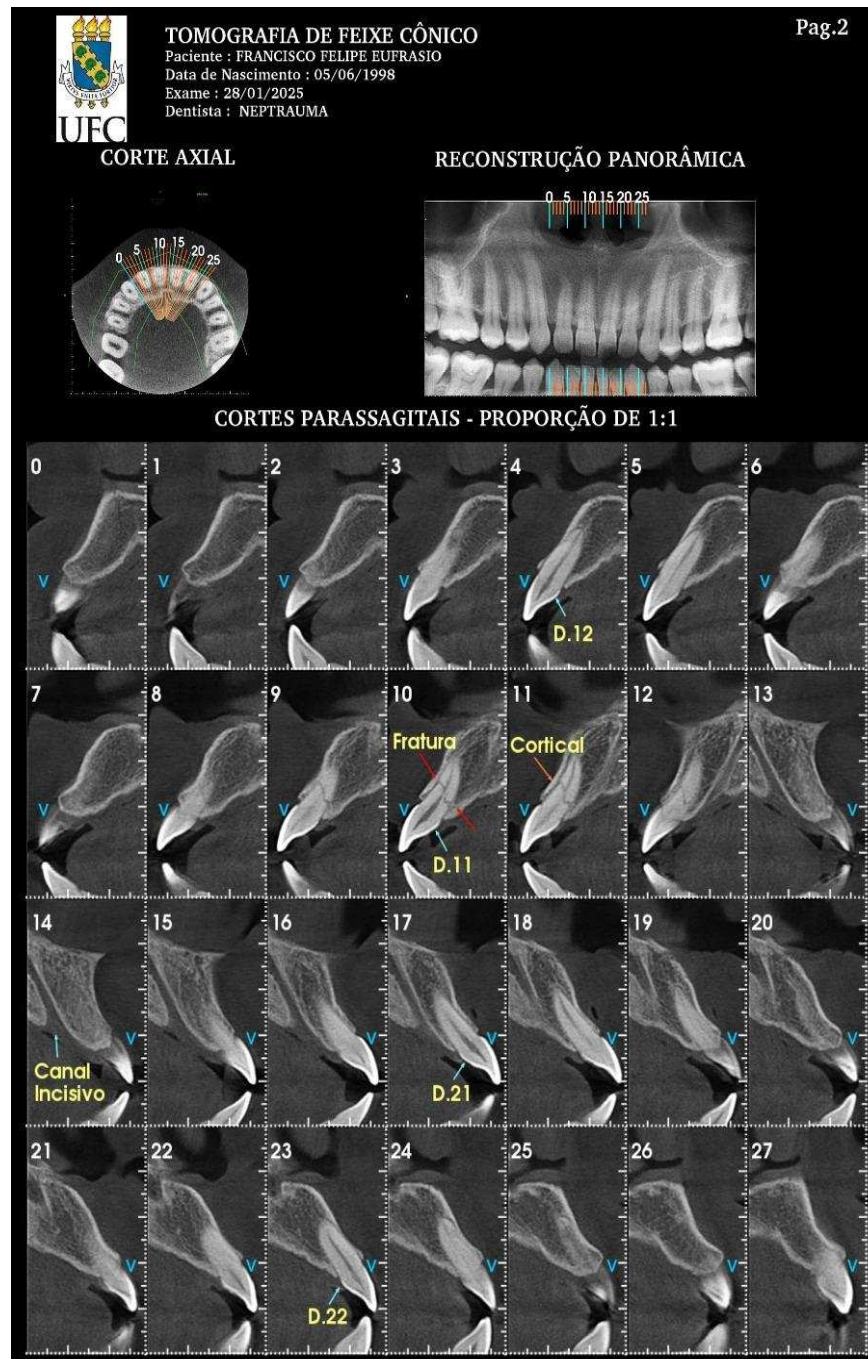 TOMOGRAFIA DE FEIXE CÔNICO
Pag.2
Paciente : FRANCISCO FELIPE EUFRASIO
Data de Nascimento : 05/06/1998
Exame : 28/01/2025
Dentista : NEPTRAUMA
UFC
CORTE AXIAL
RECONSTRUÇÃO PANORÂMICA
0 5 10 15 20 25
0 5 10 15 20 25
CORTES PARASSAGITAIS - PROPORÇÃO DE 1:1
0 1 2 3 4 5 6
V V V V V V V
D.12
7 8 9 10 11 12 13
Fratura Cortical
V V V V V V V
D.11
14 15 16 17 18 19 20
V V V V V V V
Canal
Incisivo
D.21
21 22 23 24 25 26 27
V V V V V V V
D.22